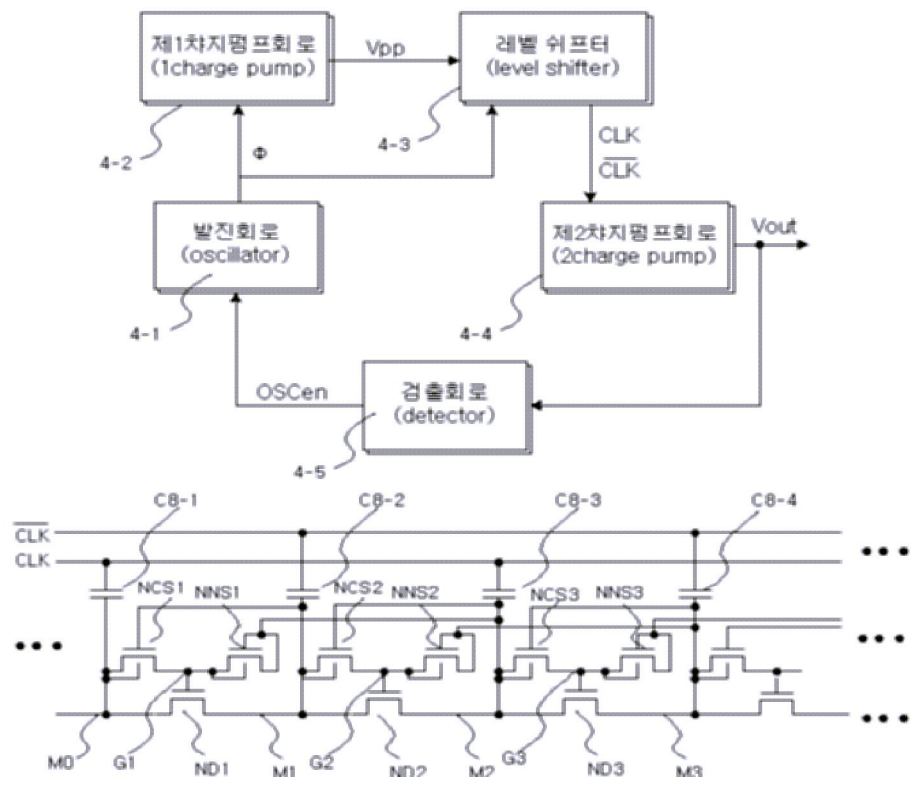 제1챠지펌프회로
(1charge pump)
Vpp
레벨 쉬프터
(level shifter)
4-2
Φ
4-3
CLK
CLK
발진회로
(oscillator)
제2챠지펌프회로
(2charge pump)
Vout
4-1
4-4
OSCen
검출회로
(detector)
4-5
C8-1
C8-2
C8-3
C8-4
CLK
CLK
NCS1
NNS1
NCS2
NNS2
NCS3
NNS3
M0
G1
ND1
M1
G2
ND2
M2
G3
ND3
M3